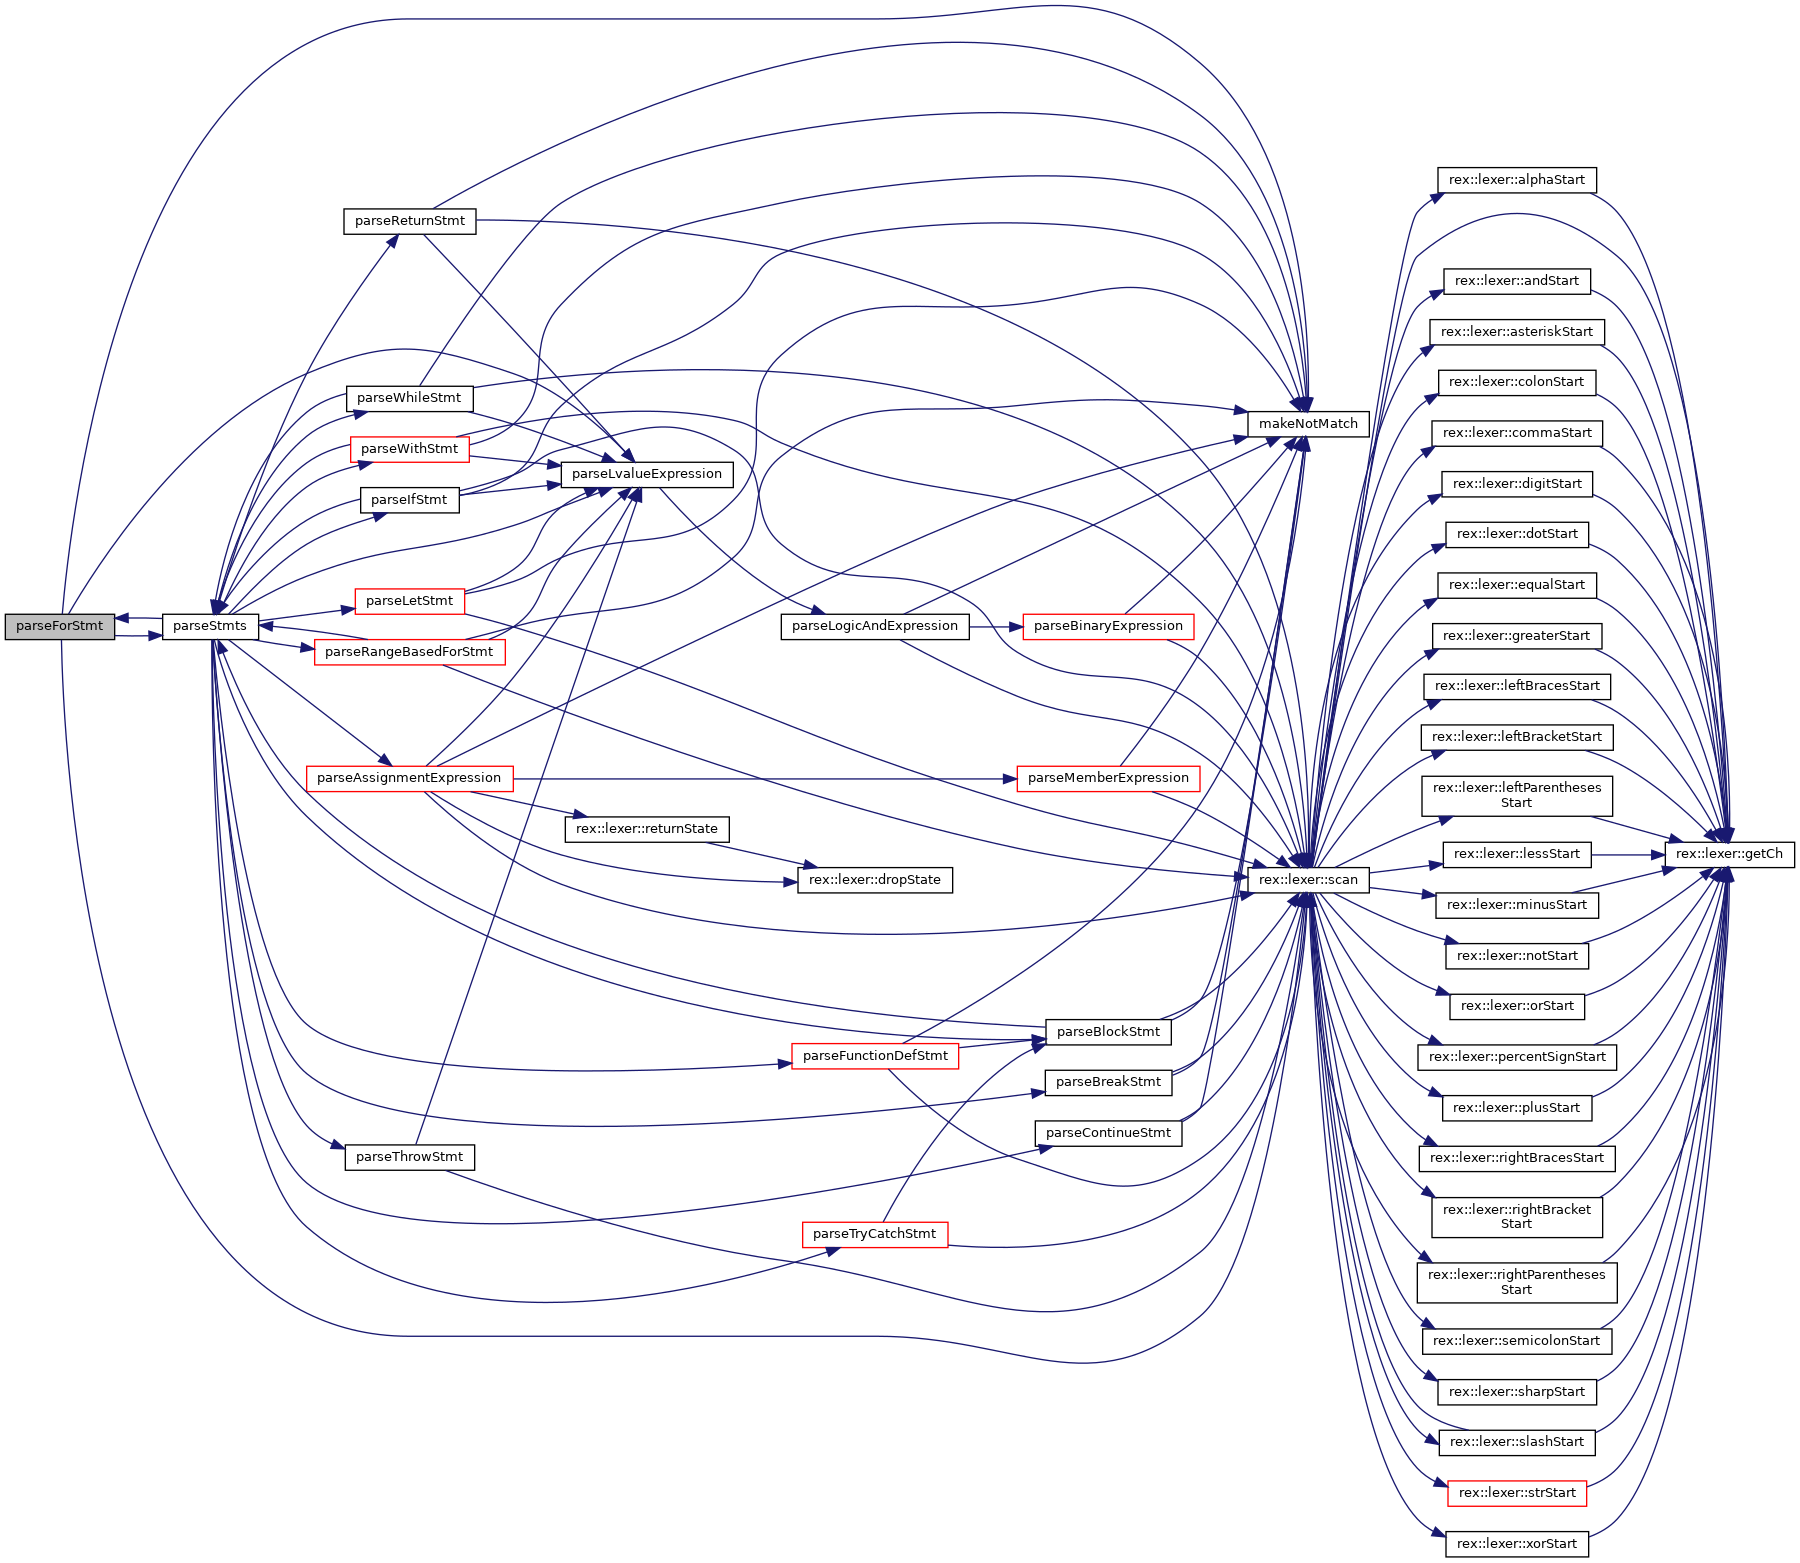 parseForStmt
parseStmts
parseReturnStmt
parseWhileStmt
parseWithStmt
parseIfStmt
parseLetStmt
parseRangeBasedForStmt
parseAssignmentExpression
parseThrowStmt
parseLvalueExpression
rex::lexer::returnState
parseLogicAndExpression
rex::lexer::dropState
parseFunctionDefStmt
parseTryCatchStmt
parseBinaryExpression
parseMemberExpression
parseBlockStmt
parseBreakStmt
parseContinueStmt
makeNotMatch
rex::lexer::scan
rex::lexer::alphaStart
rex::lexer::andStart
rex::lexer::asteriskStart
rex::lexer::colonStart
rex::lexer::commaStart
rex::lexer::digitStart
rex::lexer::dotStart
rex::lexer::equalStart
rex::lexer::greaterStart
rex::lexer::leftBracesStart
rex::lexer::leftBracketStart
rex::lexer::leftParentheses
Start
rex::lexer::lessStart
rex::lexer::minusStart
rex::lexer::notStart
rex::lexer::orStart
rex::lexer::percentSignStart
rex::lexer::plusStart
rex::lexer::rightBracesStart
rex::lexer::rightBracket
Start
rex::lexer::rightParentheses
Start
rex::lexer::semicolonStart
rex::lexer::sharpStart
rex::lexer::slashStart
rex::lexer::strStart
rex::lexer::xorStart
rex::lexer::getCh